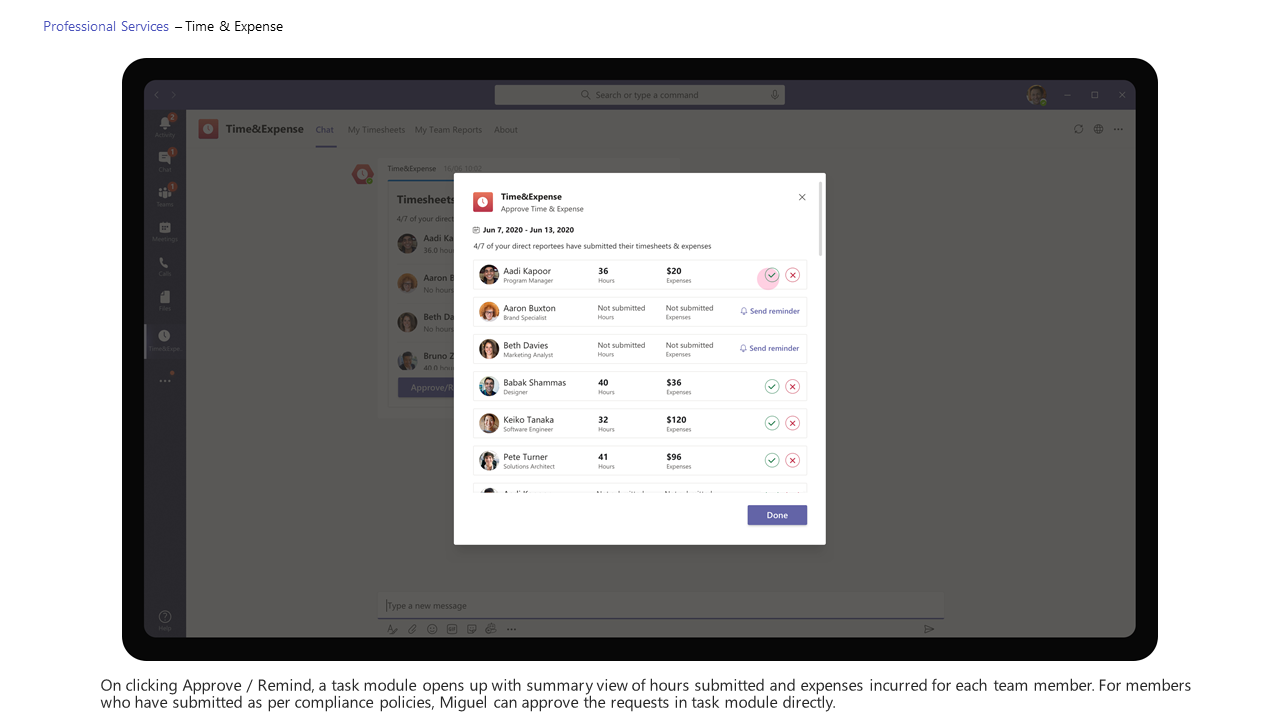 Professional Services – Time & Expense
Search or type a command
Time&Expense
Chat
My Timesheets
My Team Reports
About
Activity
Chat
Teams
Meetings
Calls
Files
Help
2
1
1
Time&Expense
Timesheets
4/7 of your direct
Aadi Ka
36.0 hou
Aaron B
No hours
Beth Da
No hours
Bruno Z
40.0 hou
Approve/R
Time&Expense
Approve Time & Expense
Jun 7, 2020 - Jun 13, 2020
4/7 of your direct reportee have submitted their timesheets & expenses
Aadi Kapoor 36 $20
Program Manager Hours Expenses
Aaron Buxton Not submitted Not submitted Send reminder
Brand Specialist Hours Expenses
Beth Davies Not submitted Not submitted Send reminder
Marketing Analyst Hours Expenses
Babak Shammas 40 $36
Designer Hours Expenses
Keiko Tanaka 32 $120
Software Engineer Hours Expenses
Pete Turner 41 $96
Solutions Architect Hours Expenses
Done
Type a new message
On clicking Approve / Remind, a task module opens up with summary view of hours submitted and expenses incurred for each team member. For members
who have submitted as per compliance policies, Miguel can approve the requests in task module directly.